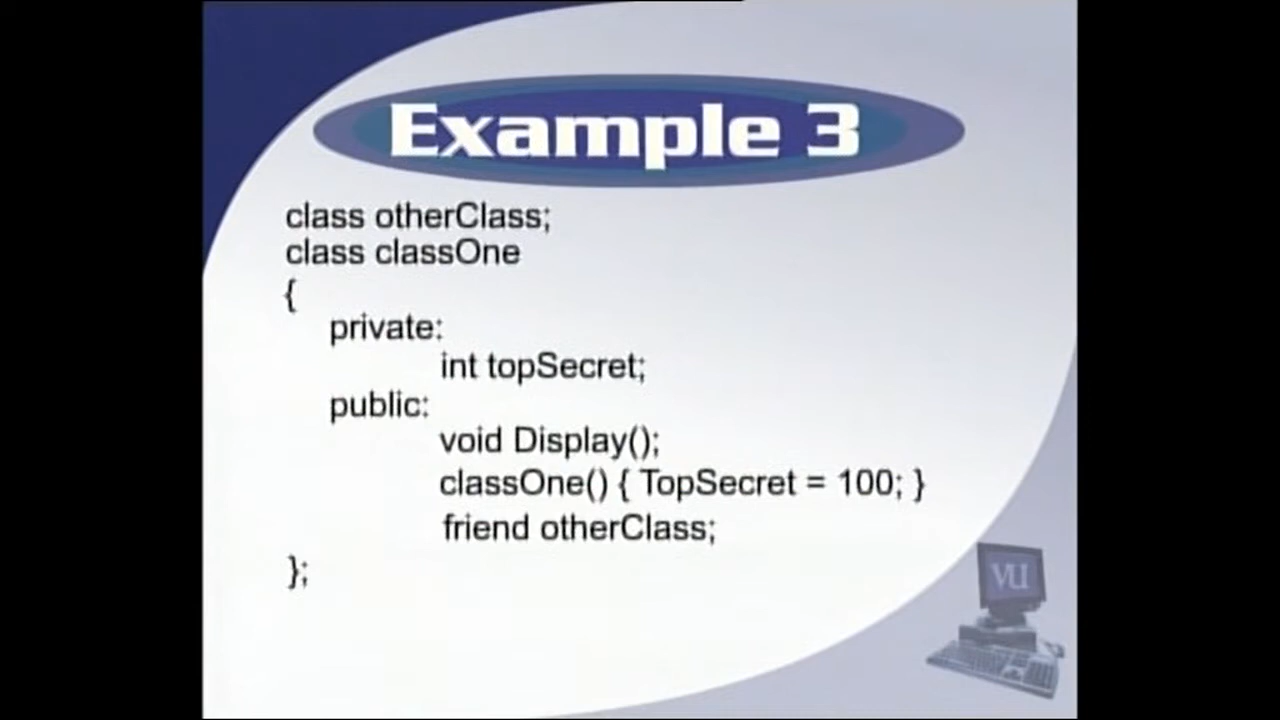 Example 3
class otherClass;
class classOne
{
private:
int topSecret;
public:
void Display();
classOne() { TopSecret = 100; }
friend otherClass;
};
VU